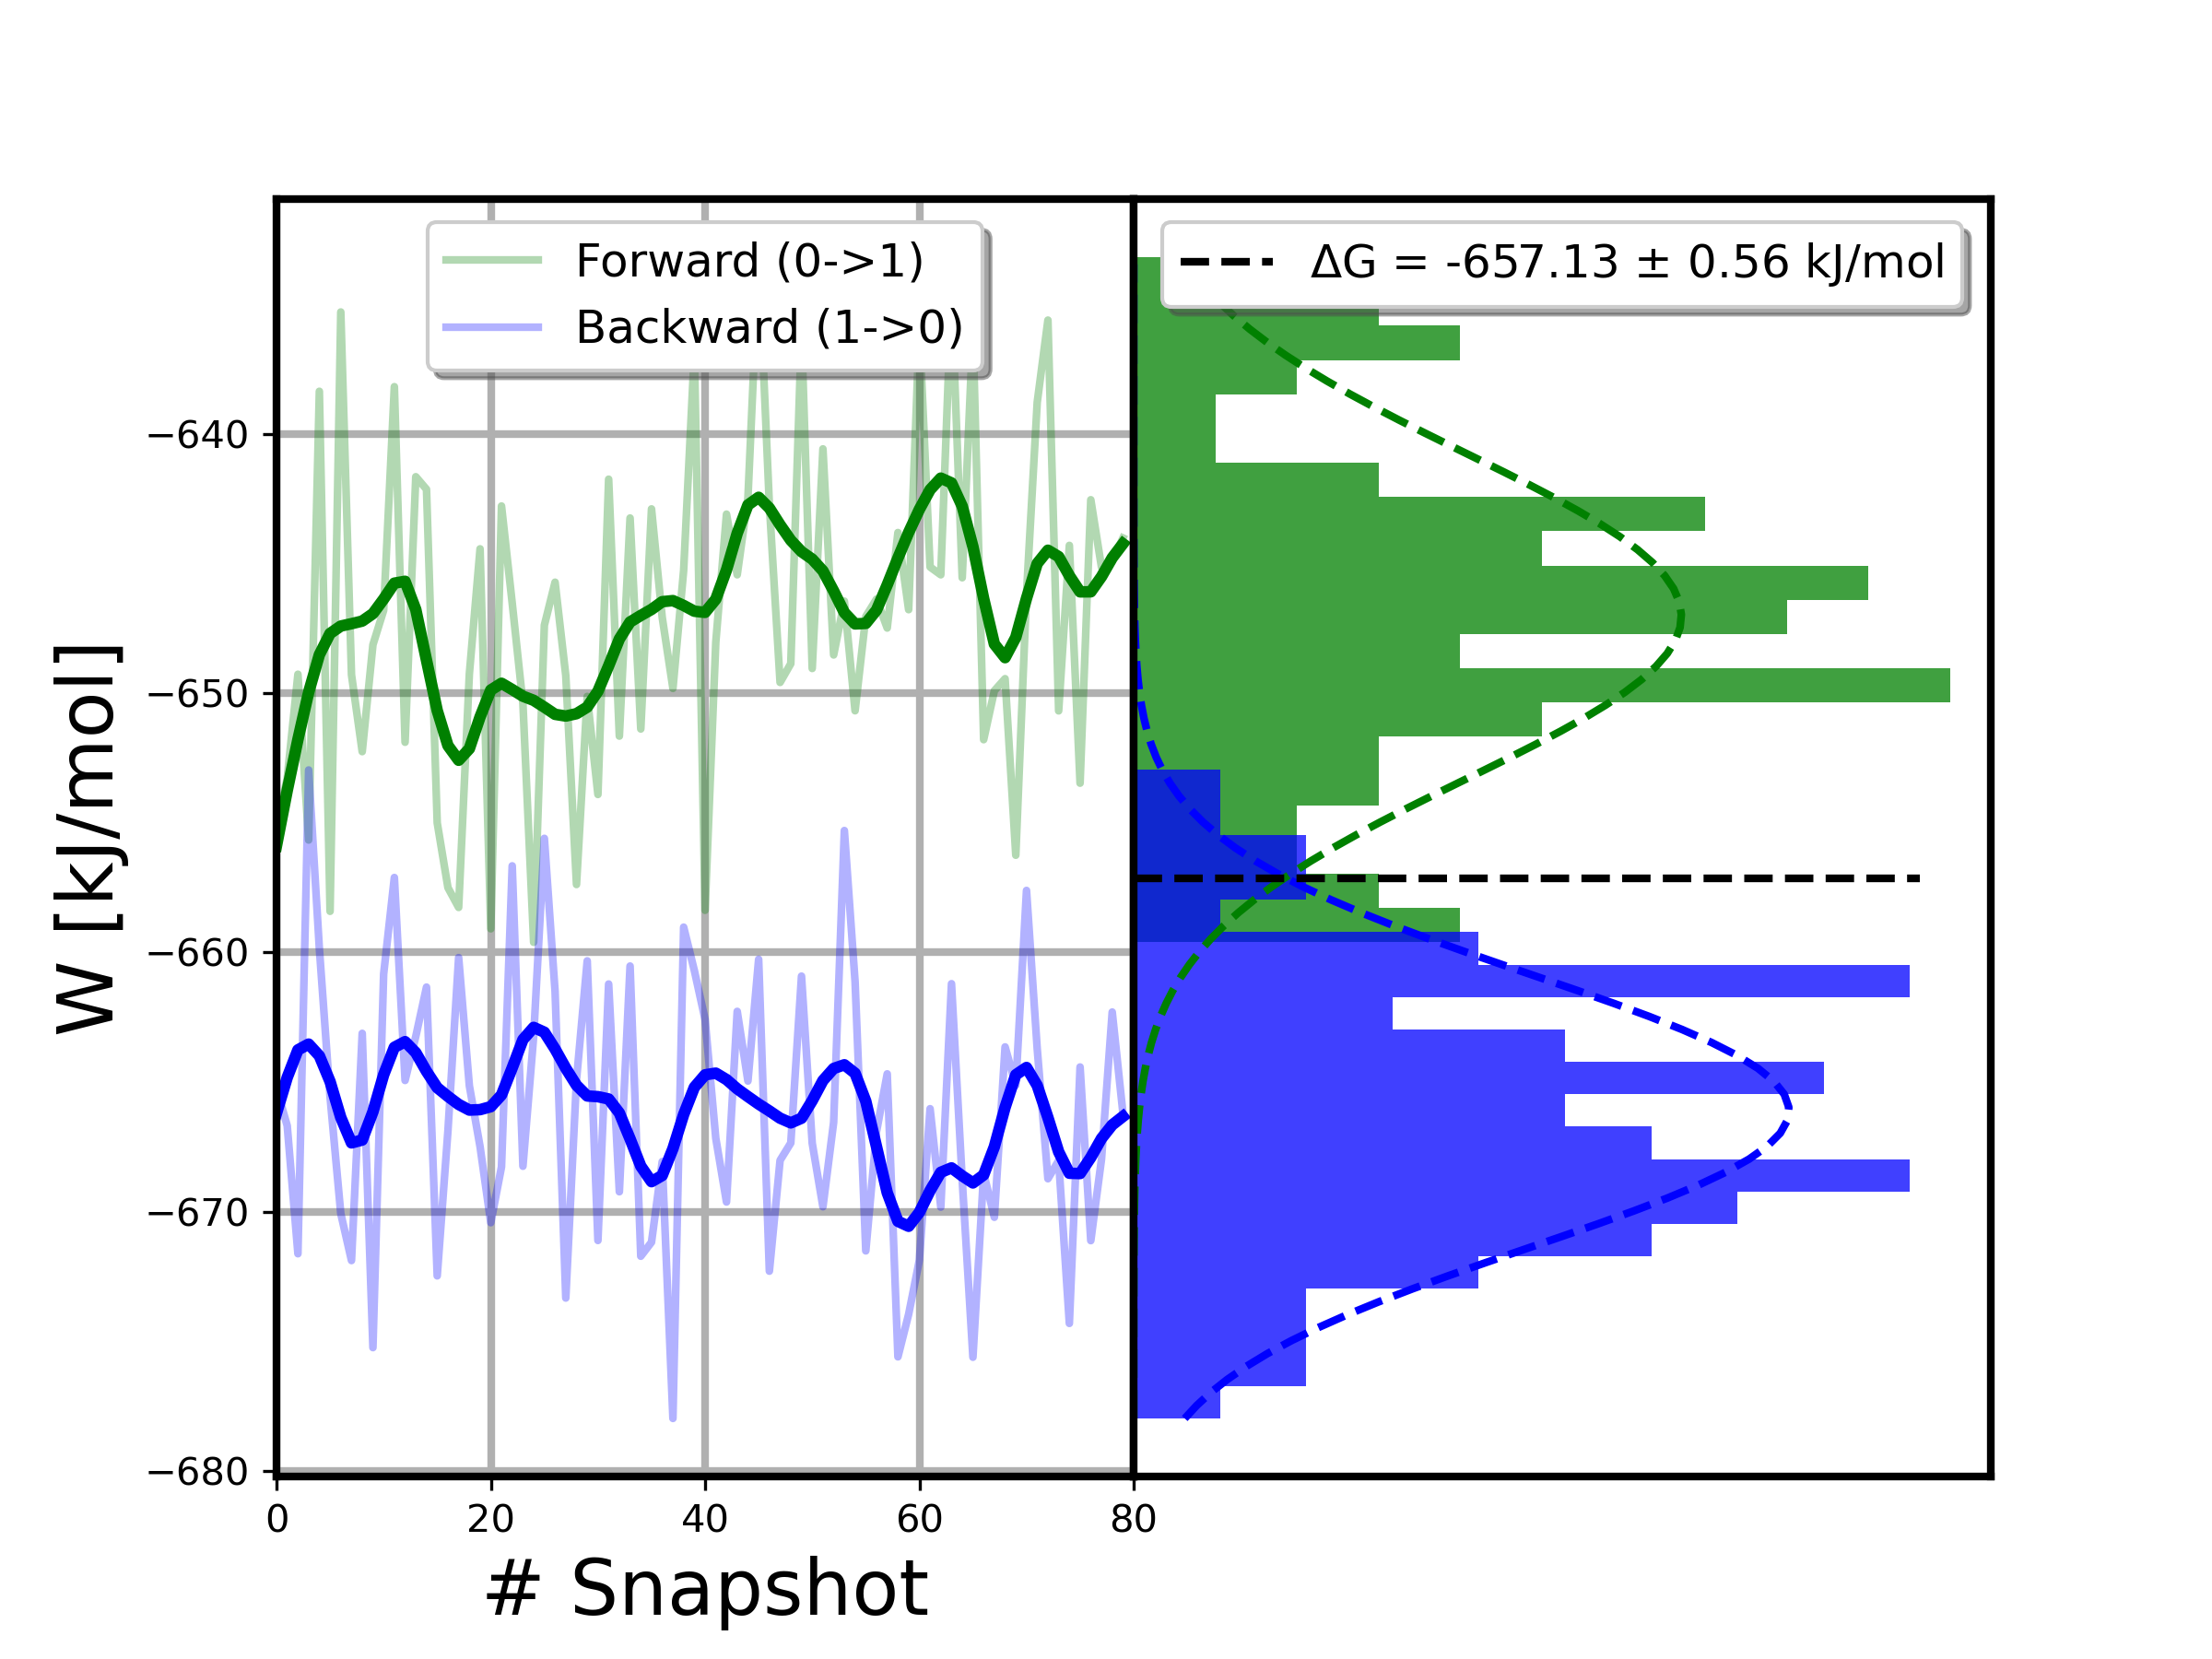 Forward (0->1)
Backward (1->0)
ΔG = -657.13 ± 0.56 kJ/mol
W [kJ/mol]
−640
−650
−660
−670
−680
0 20 40 60 80
# Snapshot